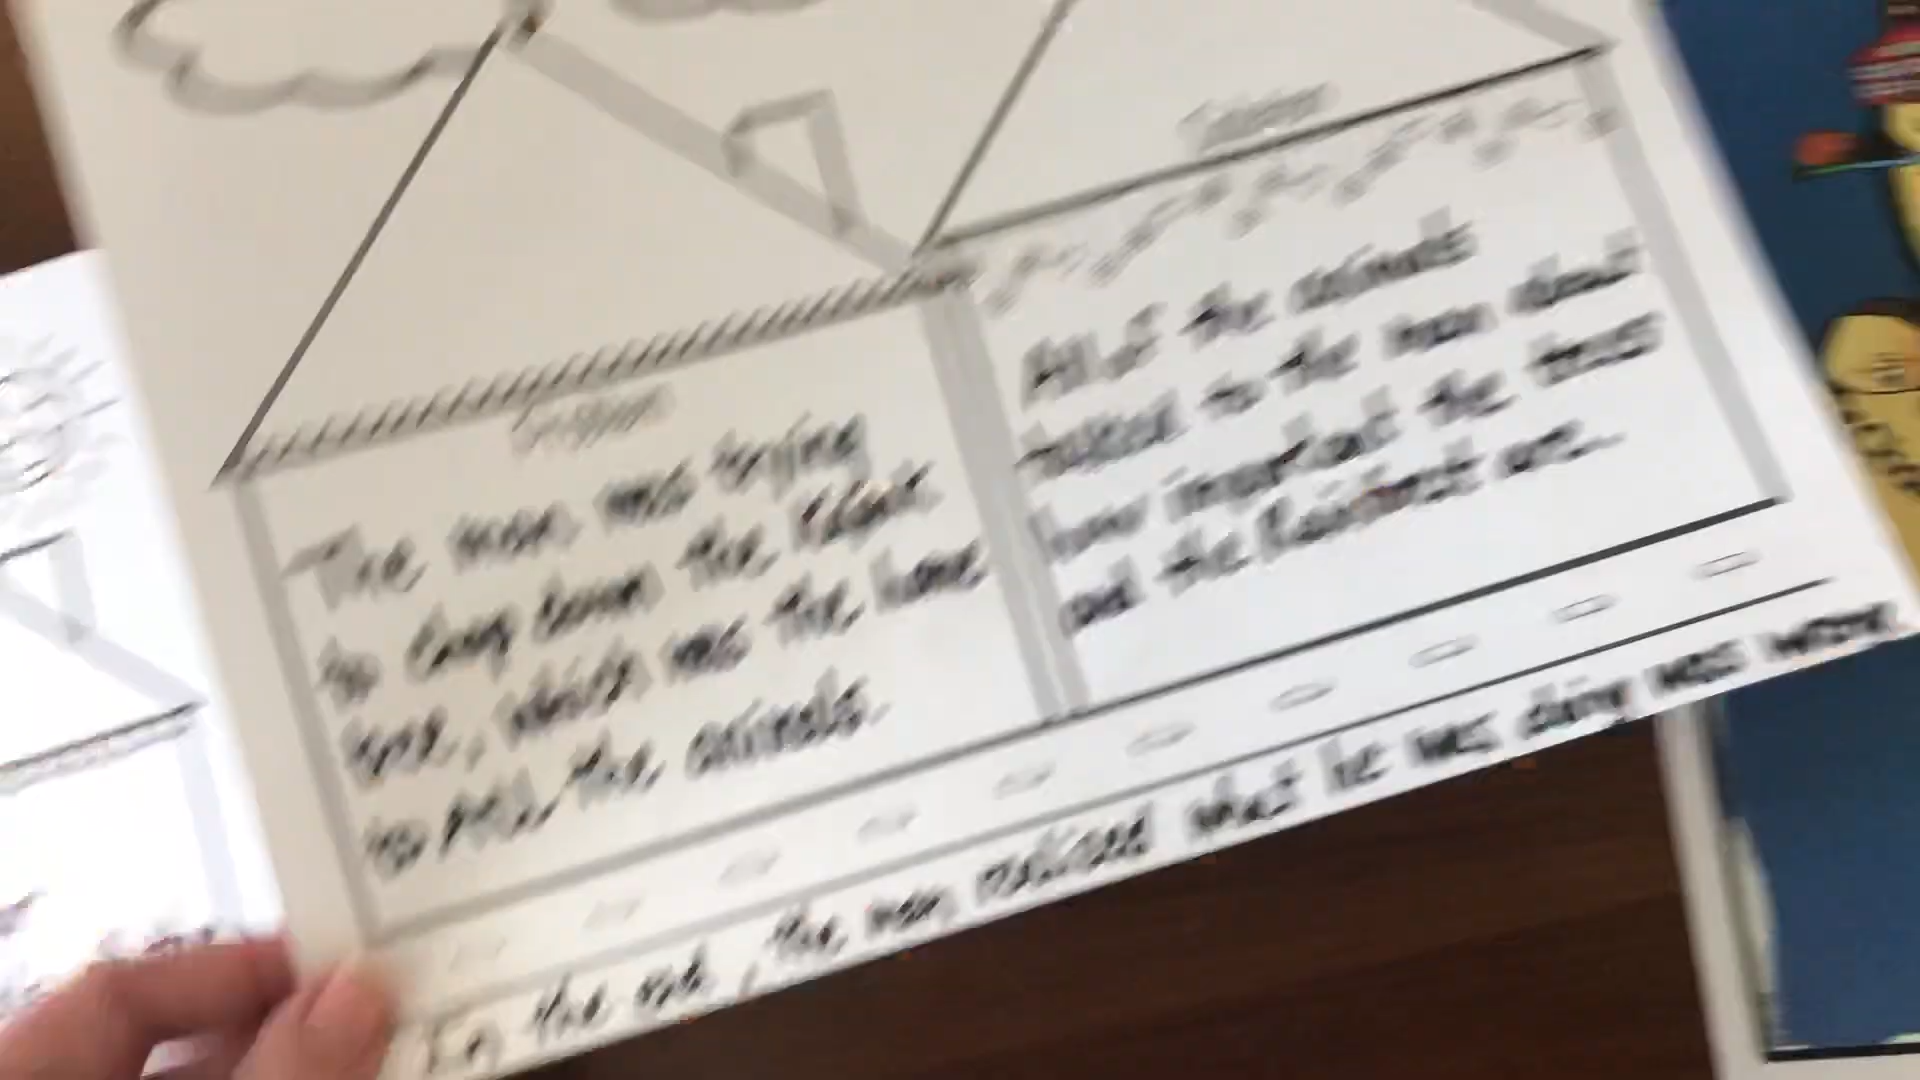 The man was trying
to chop down the Kapok
tree, which was the home
to ALL the animals.
All of the animals
talked to the man about
how important the trees
and the Rainforest are.
In the end, the man realized what he was doing was wrong